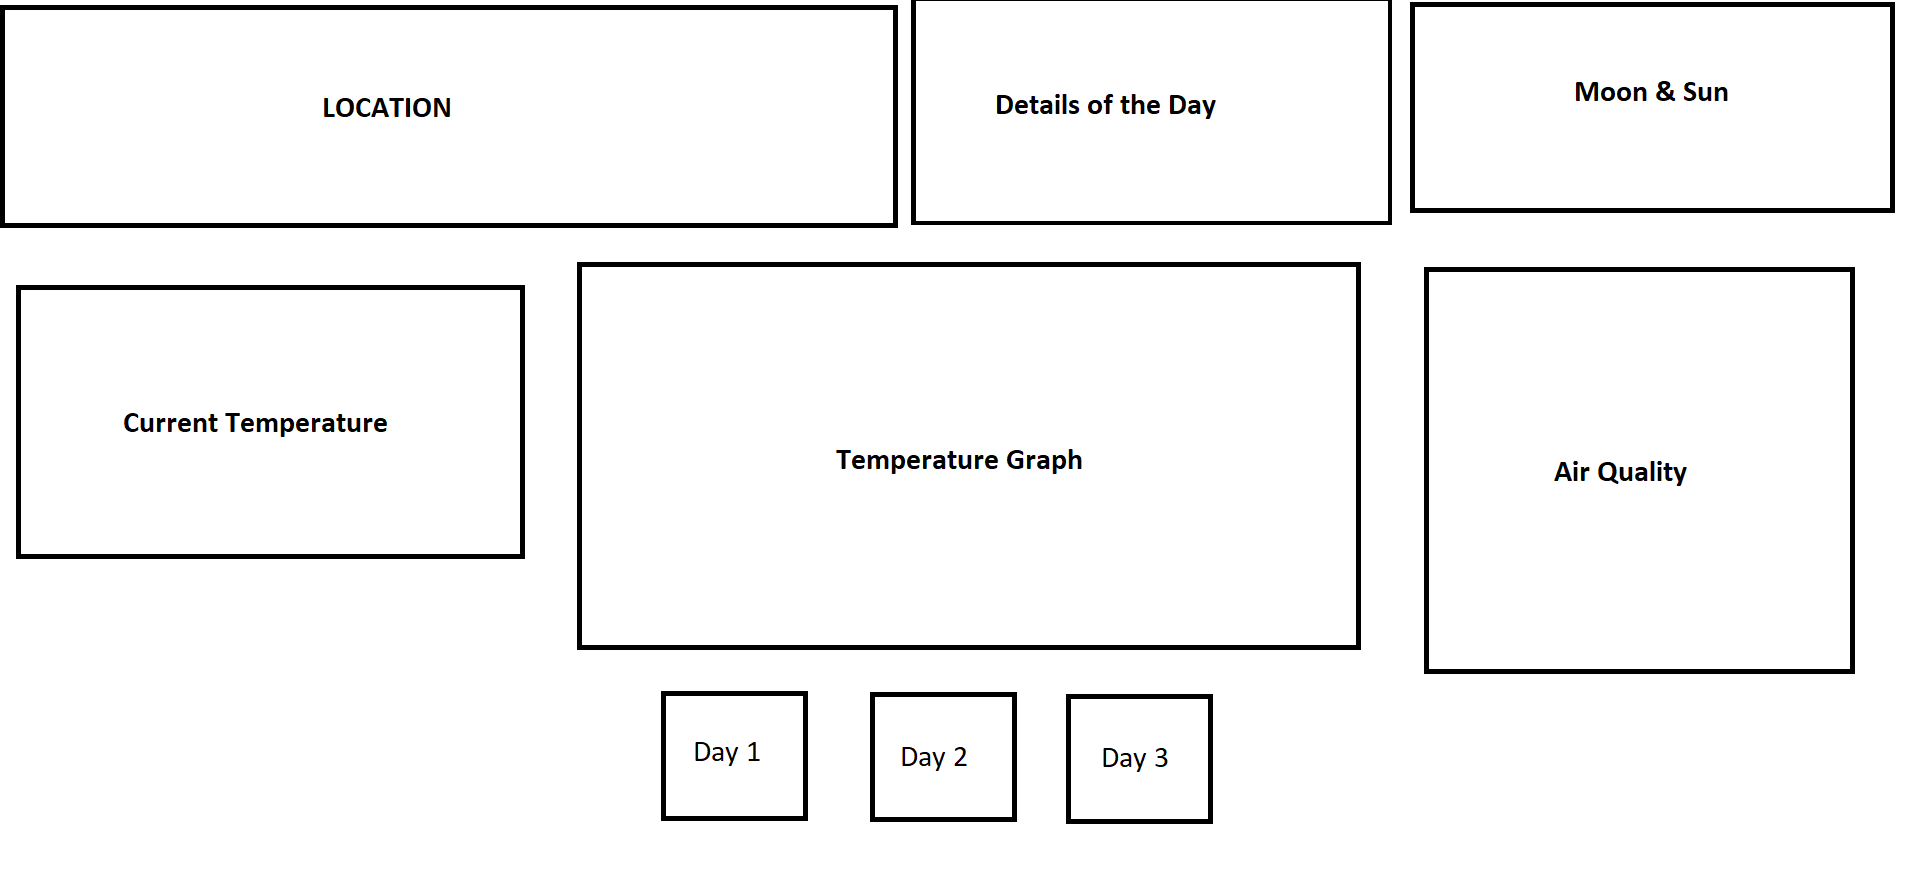 LOCATION
Details of the Day
Moon & Sun
Current Temperature
Temperature Graph
Air Quality
Day 1
Day 2
Day 3